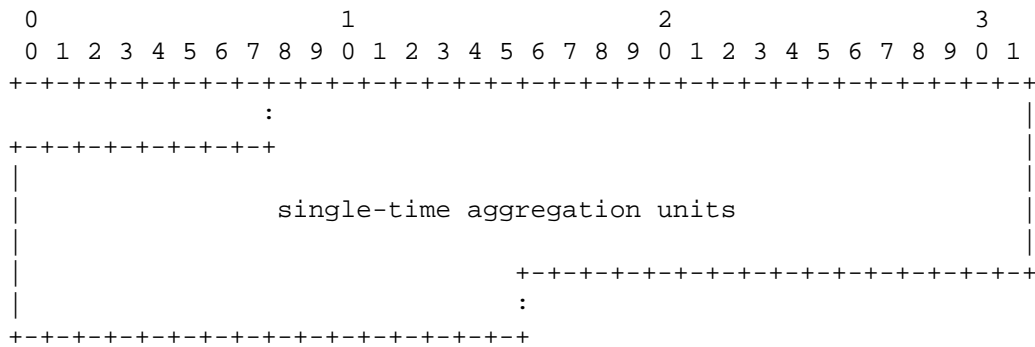 0                   1                   2                   3
0 1 2 3 4 5 6 7 8 9 0 1 2 3 4 5 6 7 8 9 0 1 2 3 4 5 6 7 8 9 0 1
+-+-+-+-+-+-+-+-+-+-+-+-+-+-+-+-+-+-+-+-+-+-+-+-+-+-+-+-+-+-+-+-+
                :                                               |
+-+-+-+-+-+-+-+-+                                               |
|                                                               |
|                single-time aggregation units                  |
|                                                               |
|                               +-+-+-+-+-+-+-+-+-+-+-+-+-+-+-+-+
|                               :
+-+-+-+-+-+-+-+-+-+-+-+-+-+-+-+-+